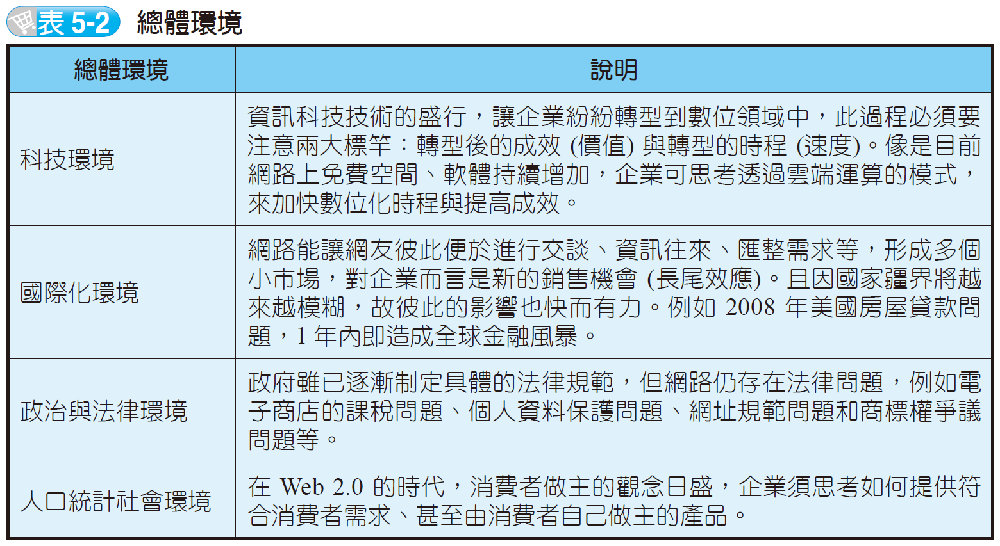 表 5-2 總體環境
總體環境
說明
科技環境
資訊科技技術的盛行，讓企業紛紛轉型到數位領域中，此過程必須要
注意兩大標竿：轉型後的成效 (價值) 與轉型的時程 (速度)。像是目前
網路上免費空間、軟體持續增加，企業可思考透過雲端運算的模式，
來加快數位化時程與提高成效。
國際化環境
網路能讓網友彼此便於進行交談、資訊往來、匯整需求等，形成多個
小市場，對企業而言是新的銷售機會 (長尾效應)。且因國家疆界將越
來越模糊，故彼此的影響也快而有力。例如 2008 年美國房屋貸款問
題，1 年內即造成全球金融風暴。
政治與法律環境
政府雖已逐漸制定具體的法律規範，但網路仍存在法律問題，例如電
子商店的課稅問題、個人資料保護問題、網址規範問題和商標權爭議
問題等。
人口統計社會環境
在 Web 2.0 的時代，消費者做主的觀念日盛，企業須思考如何提供符
合消費者需求、甚至由消費者自己做主的產品。